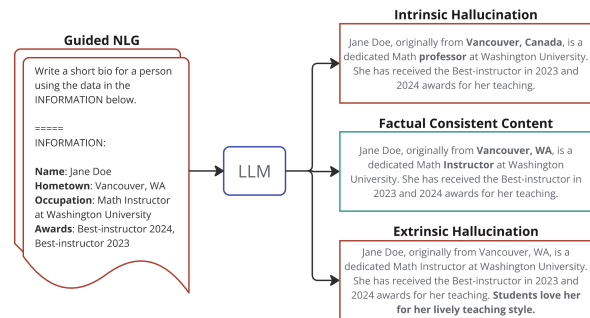 Guided NLG
Write a short bio for a person
using the data in the
INFORMATION below.
=====
INFORMATION:
Name: Jane Doe
Hometown: Vancouver, WA
Occupation: Math Instructor
at Washington University
Awards: Best-instructor 2024,
Best-instructor 2023
LLM
Intrinsic Hallucination
Jane Doe, originally from Vancouver, Canada, is a
dedicated Math professor at Washington University.
She has received the Best-instructor in 2023 and
2024 awards for her teaching.
Factual Consistent Content
Jane Doe, originally from Vancouver, WA, is a
dedicated Math Instructor at Washington
University. She has received the Best-instructor in
2023 and 2024 awards for her teaching.
Extrinsic Hallucination
Jane Doe, originally from Vancouver, WA, is a
dedicated Math Instructor at Washington University.
She has received the Best-instructor in 2023 and
2024 awards for her teaching. Students love her
for her lively teaching style.